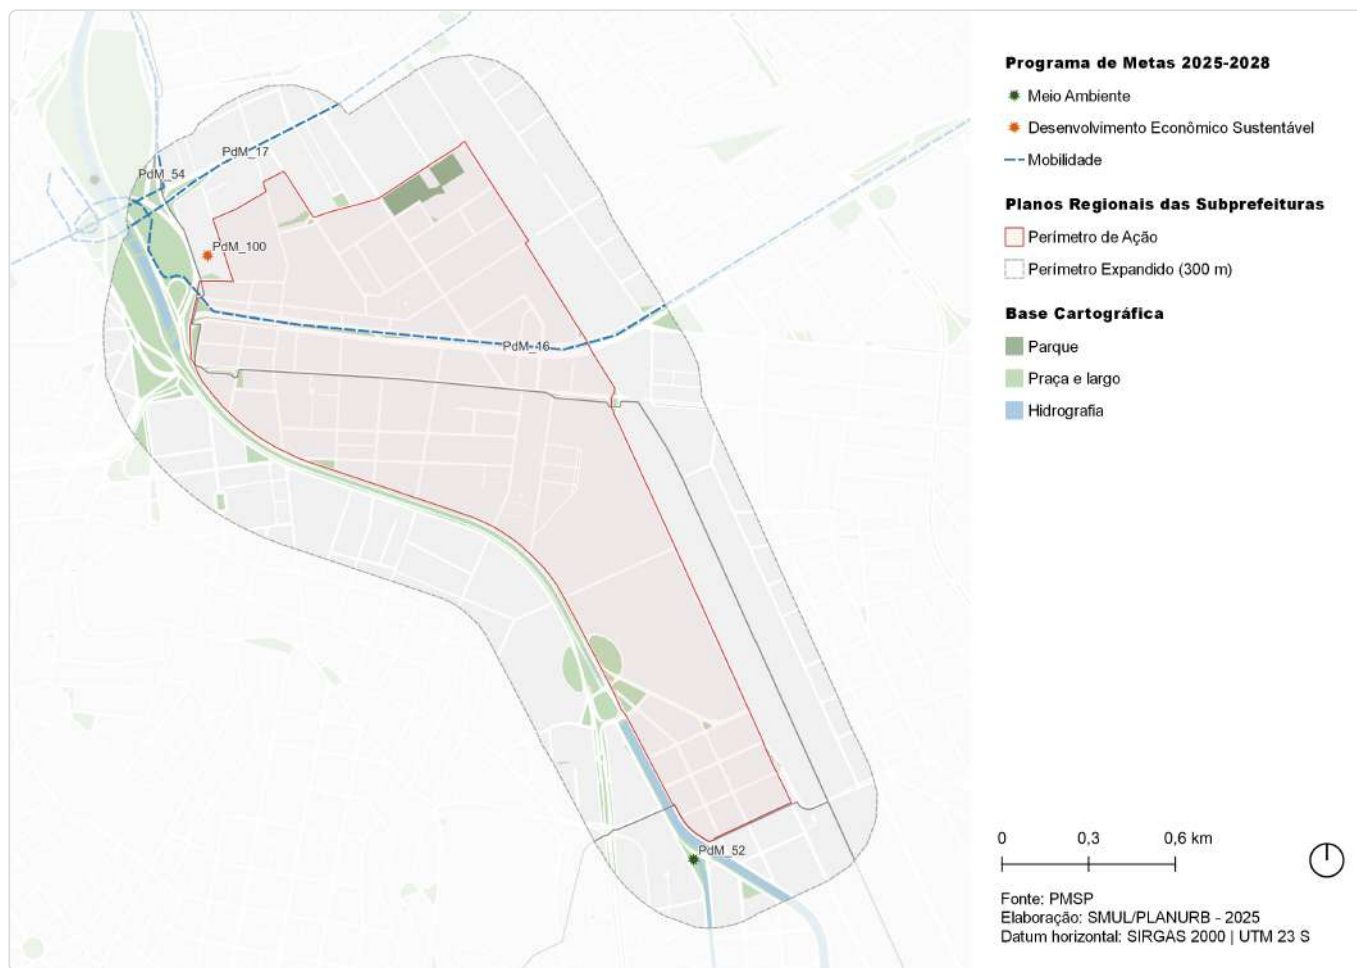 PdM_17
PdM_54
PdM_100
PdM_16
PdM_52
Programa de Metas 2025-2028
Meio Ambiente
Desenvolvimento Econômico Sustentável
Mobilidade
Planos Regionais das Subprefeituras
Perímetro de Ação
Perímetro Expandido (300 m)
Base Cartográfica
Parque
Praça e largo
Hidrografia
0 0,3 0,6 km
Fonte: PMSP
Elaboração: SMUL/PLANURB - 2025
Datum horizontal: SIRGAS 2000 | UTM 23 S